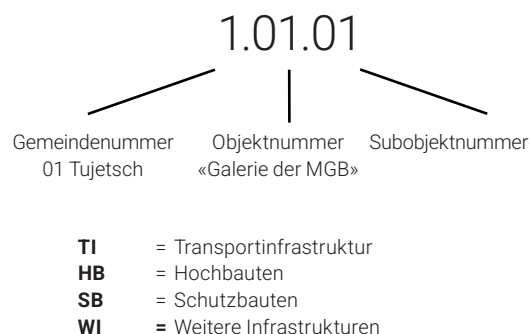 1.01.01
Gemeindenummer Objektnummer Subobjektnummer
01 Tujetsch «Galerie der MGB»
TI = Transportinfrastruktur
HB = Hochbauten
SB = Schutzbauten
WI = Weitere Infrastrukturen